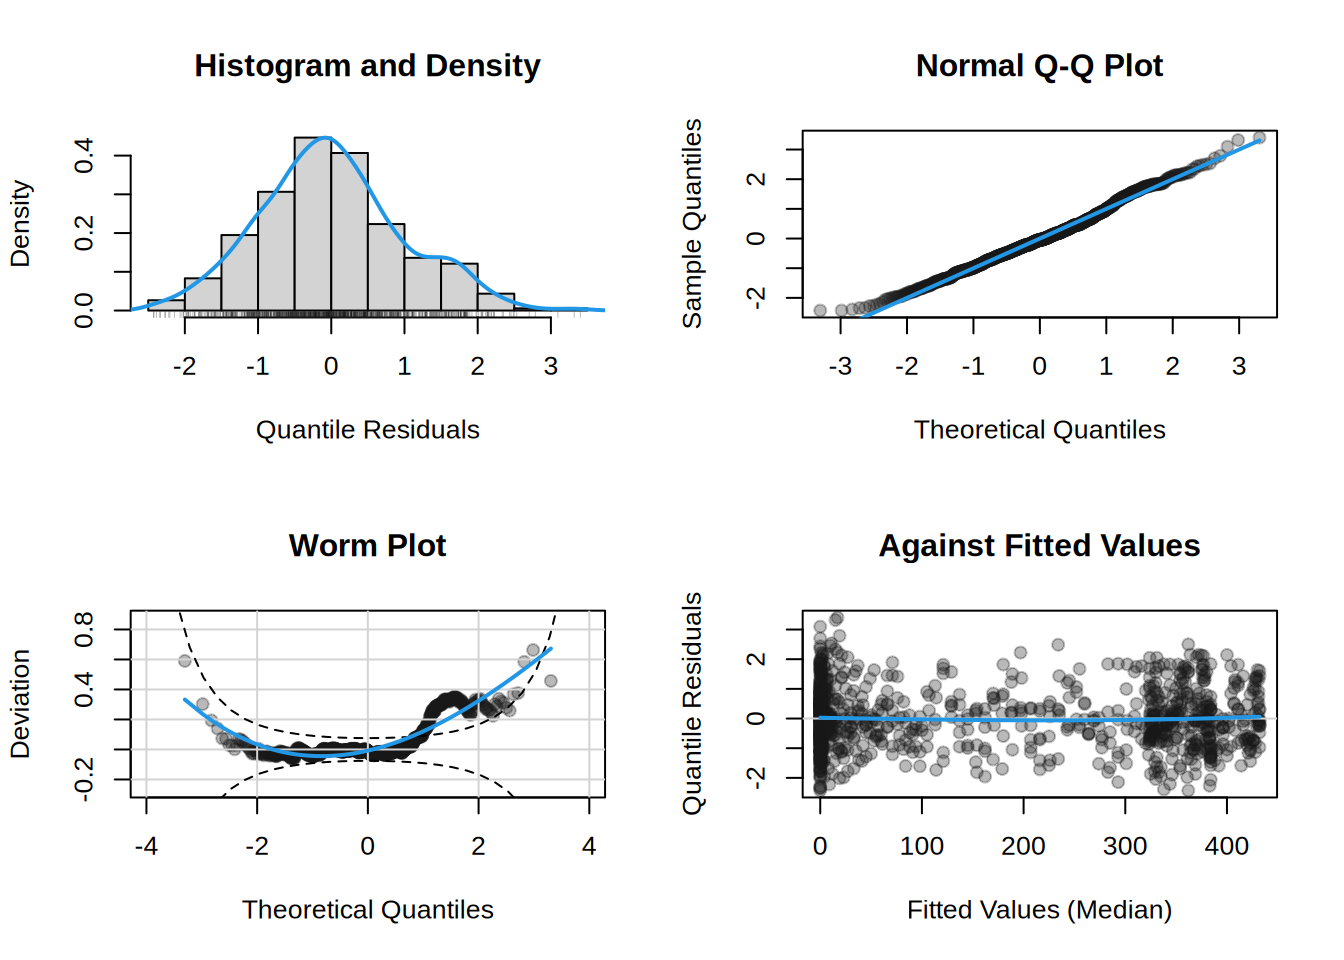 Histogram and Density
Density
0.0 0.2 0.4
-2 -1 0 1 2 3
Quantile Residuals
Normal Q-Q Plot
Sample Quantiles
-2 0 2
-3 -2 -1 0 1 2 3
Theoretical Quantiles
Worm Plot
Deviation
-0.2 0.4 0.8
-4 -2 0 2 4
Theoretical Quantiles
Against Fitted Values
Quantile Residuals
-2 0 2
0 100 200 300 400
Fitted Values (Median)